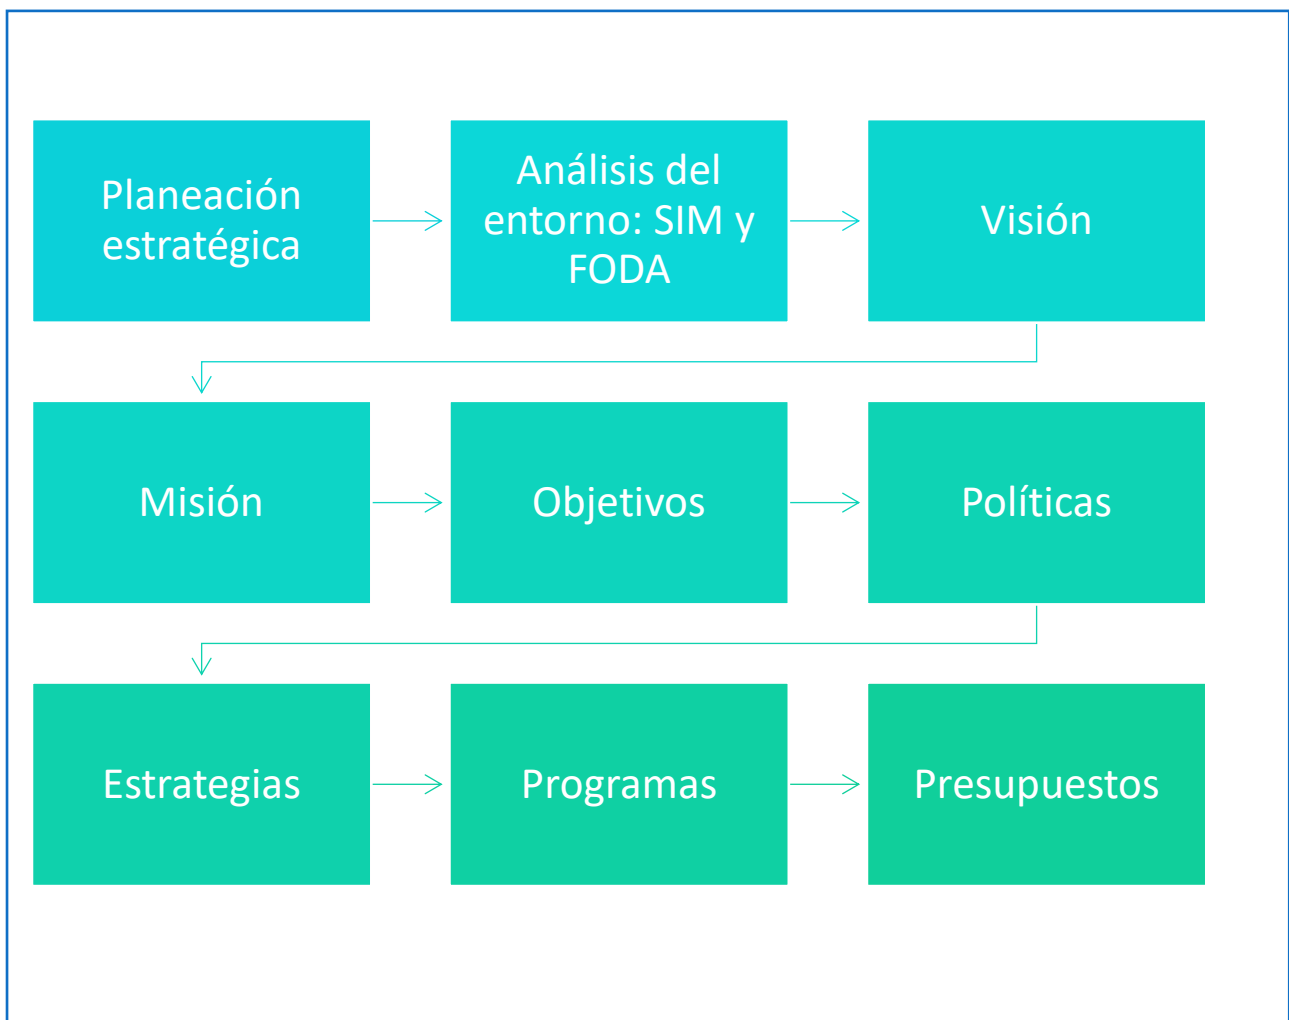 Planeación
estratégica
Análisis del
entorno: SIM y
FODA
Visión
Misión
Objetivos
Políticas
Estrategias
Programas
Presupuestos